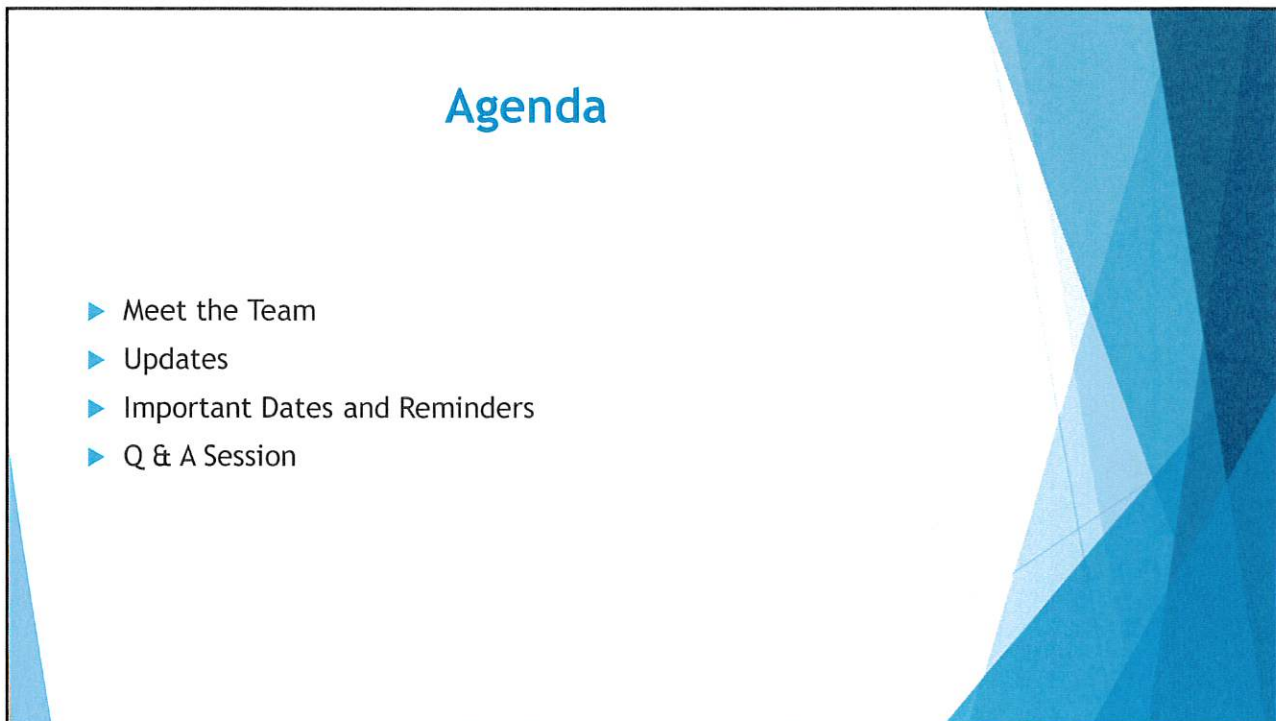 Agenda
Meet the Team
Updates
Important Dates and Reminders
Q & A Session